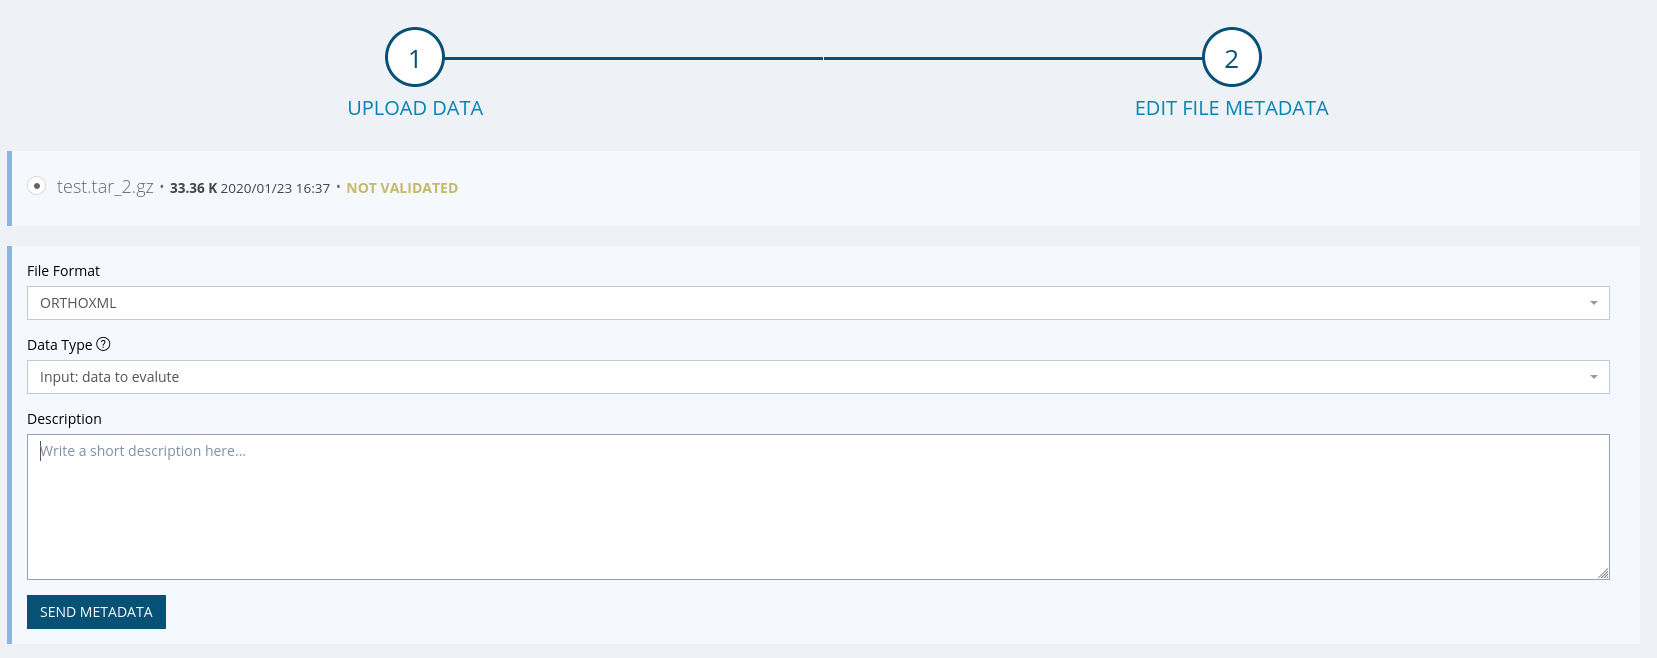 1
2
UPLOAD DATA
EDIT FILE METADATA
test.tar_2.gz • 33.36 K 2020/01/23 16:37 • NOT VALIDATED
File Format
ORTHOXML
Data Type ?
Input: data to evalute
Description
Write a short description here...
SEND METADATA